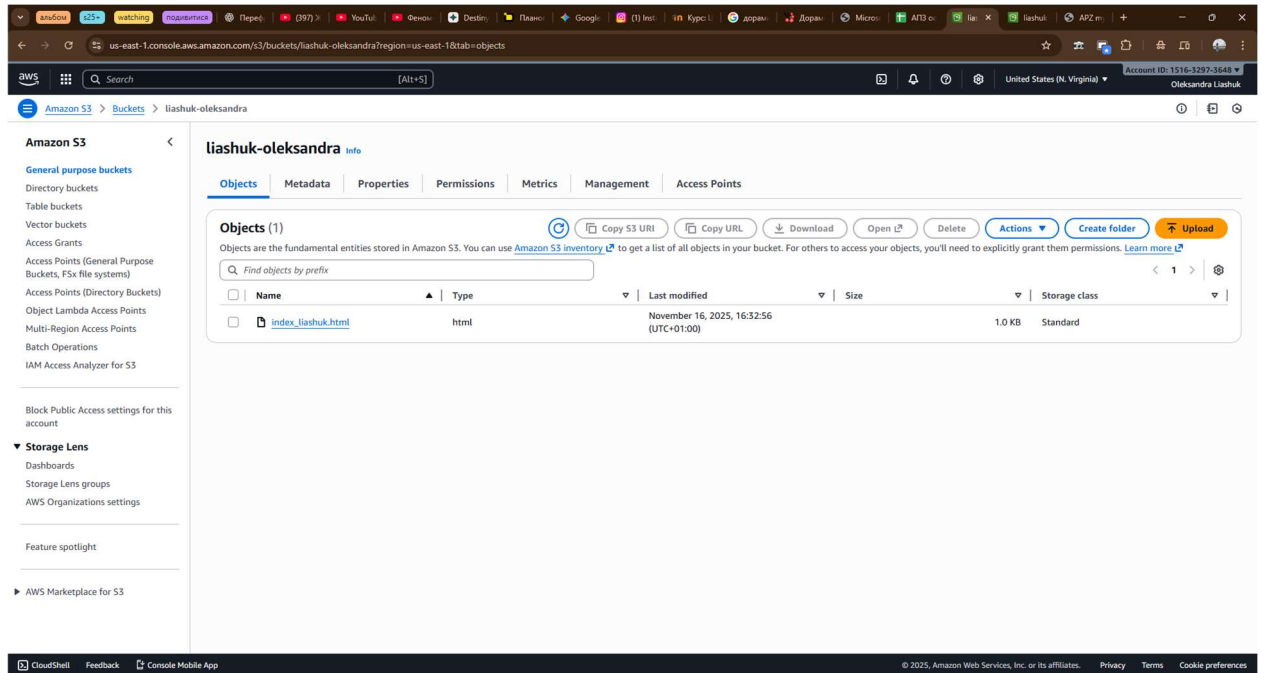 альбом s25+ watching подивитися Переф (397) YouTub Феном Destiny Планос Google (1) Inst Курс: L дорам Дорам Micros АПЗ ос lias liashuk APZ m
us-east-1.console.aws.amazon.com/s3/buckets/liashuk-oleksandra?region=us-east-1&tab=objects
aws Search [Alt+S] United States (N. Virginia) Account ID: 1516-3297-3648
Oleksandra Liashuk
Amazon S3 > Buckets > liashuk-oleksandra
Amazon S3
General purpose buckets
Directory buckets
Table buckets
Vector buckets
Access Grants
Access Points (General Purpose
Buckets, FSx file systems)
Access Points (Directory Buckets)
Object Lambda Access Points
Multi-Region Access Points
Batch Operations
IAM Access Analyzer for S3
Block Public Access settings for this
account
Storage Lens
Dashboards
Storage Lens groups
AWS Organizations settings
Feature spotlight
AWS Marketplace for S3
liashuk-oleksandra Info
Objects Metadata Properties Permissions Metrics Management Access Points
Objects (1) Copy S3 URI Copy URL Download Open Delete Actions Create folder Upload
Objects are the fundamental entities stored in Amazon S3. You can use Amazon S3 inventory to get a list of all objects in your bucket. For others to access your objects, you'll need to explicitly grant them permissions. Learn more
Find objects by prefix 1
Name Type Last modified Size Storage class
index_liashuk.html html November 16, 2025, 16:32:56 1.0 KB Standard
(UTC+01:00)
CloudShell Feedback Console Mobile App © 2025, Amazon Web Services, Inc. or its affiliates. Privacy Terms Cookie preferences